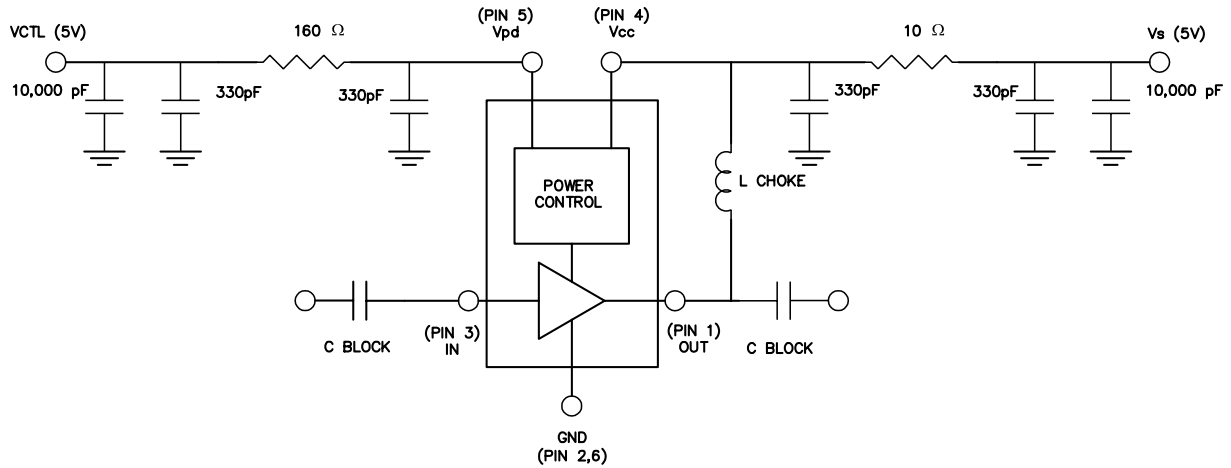 VCTL (5V)
160 Ω
(PIN 5)
Vpd
(PIN 4)
Vcc
10 Ω
Vs (5V)
10,000 pF
330pF
330pF
330pF
330pF
10,000 pF
POWER
CONTROL
L CHOKE
C BLOCK
(PIN 3)
IN
(PIN 1)
OUT
C BLOCK
GND
(PIN 2,6)